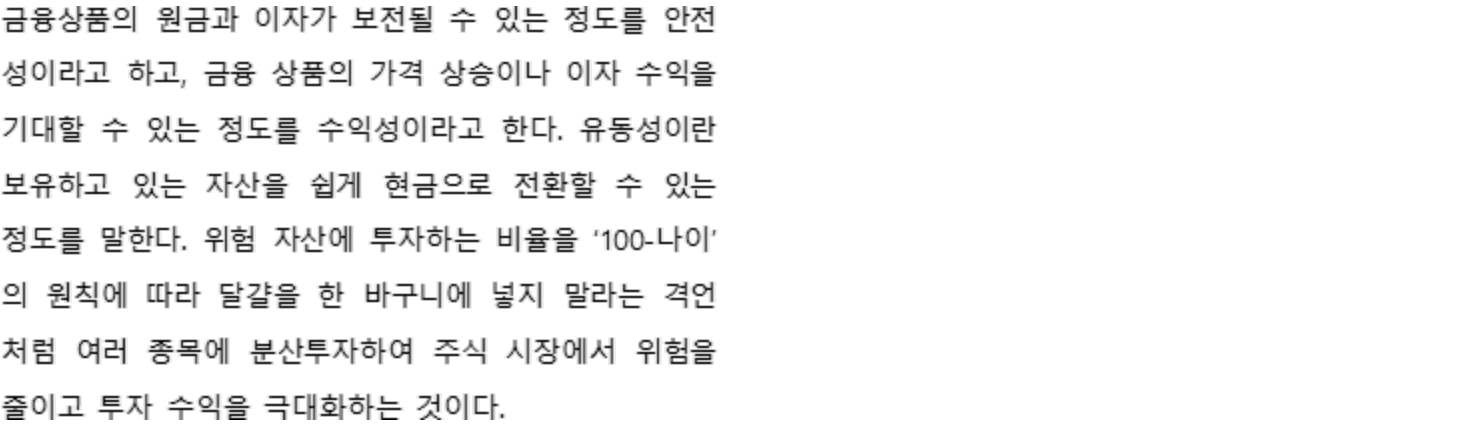 금융상품의 원금과 이자가 보전될 수 있는 정도를 안전
성이라고 하고, 금융 상품의 가격 상승이나 이자 수익을
기대할 수 있는 정도를 수익성이라고 한다. 유동성이란
보유하고 있는 자산을 쉽게 현금으로 전환할 수 있는
정도를 말한다. 위험 자산에 투자하는 비율을 ‘100-나이’
의 원칙에 따라 달걀을 한 바구니에 넣지 말라는 격언
처럼 여러 종목에 분산투자하여 주식 시장에서 위험을
줄이고 투자 수익을 극대화하는 것이다.